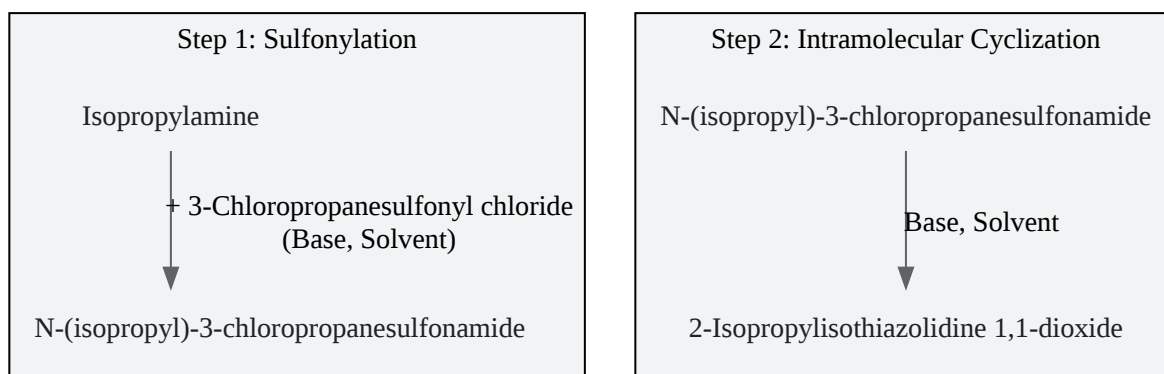 Step 1: Sulfonylation
Isopropylamine
+ 3-Chloropropanesulfonyl chloride
(Base, Solvent)
N-(isopropyl)-3-chloropropanesulfonamide
Step 2: Intramolecular Cyclization
N-(isopropyl)-3-chloropropanesulfonamide
Base, Solvent
2-Isopropylisothiazolidine 1,1-dioxide